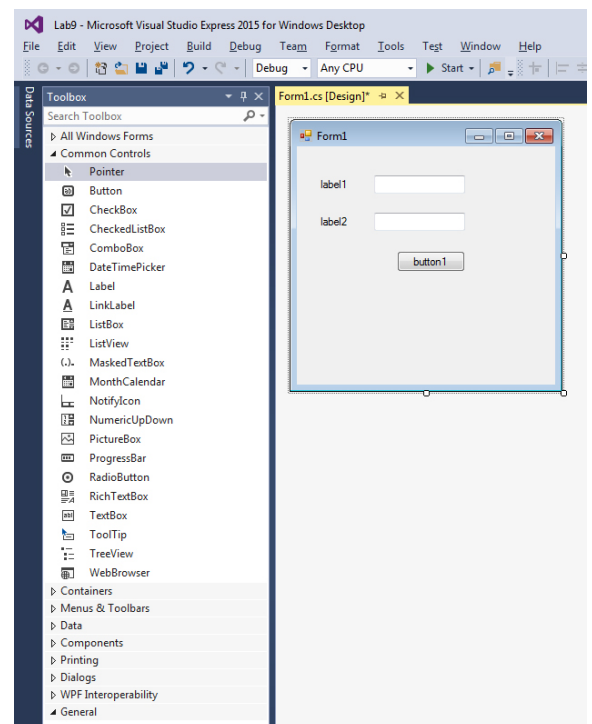 Lab9 - Microsoft Visual Studio Express 2015 for Windows Desktop
File Edit View Project Build Debug Team Format Tools Test Window Help
Debug Any CPU Start
Data Sources
Toolbox
Form1.cs [Design]*
Search Toolbox
All Windows Forms
Common Controls
Pointer
Button
CheckBox
CheckedListBox
ComboBox
DateTimePicker
Label
LinkLabel
ListBox
ListView
MaskedTextBox
MonthCalendar
NotifyIcon
NumericUpDown
PictureBox
ProgressBar
RadioButton
RichTextBox
TextBox
ToolTip
TreeView
WebBrowser
Containers
Menus & Toolbars
Data
Components
Printing
Dialogs
WPF Interoperability
General
Form1
label1
label2
button1